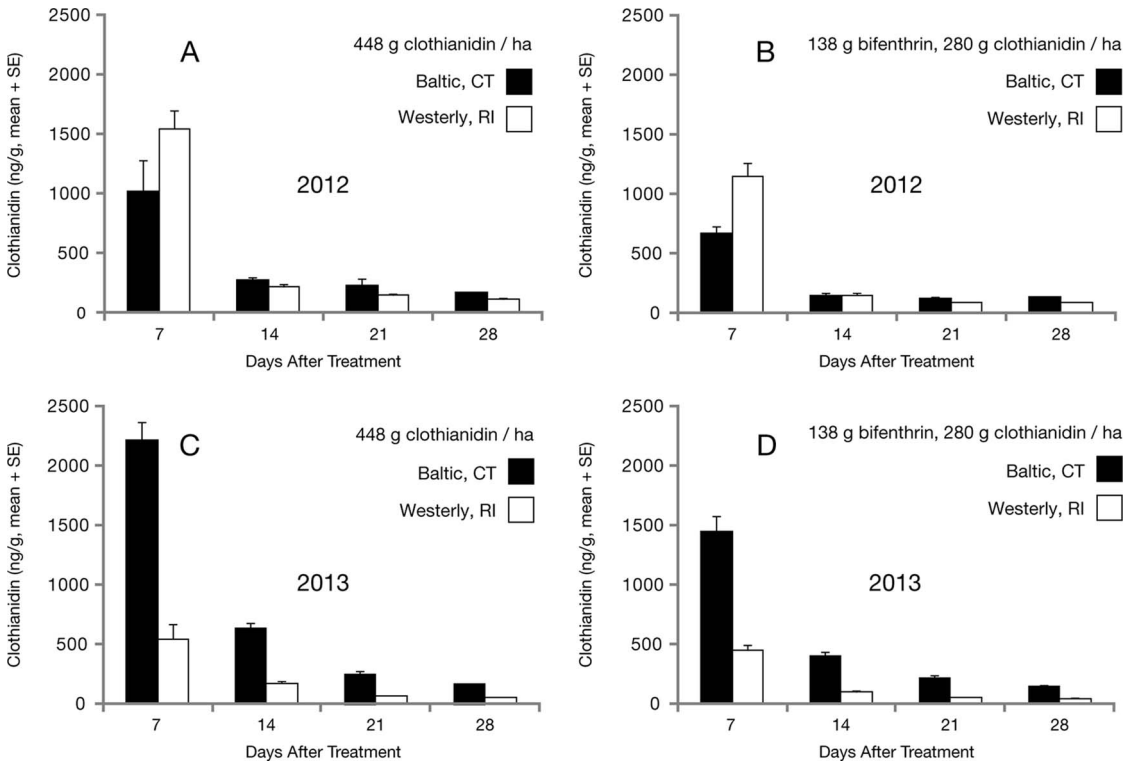 2500
2000
1500
1000
500
0
Clothianidin (ng/g, mean + SE)
A
448 g clothianidin / ha
Baltic, CT
Westerly, RI
2012
7 14 21 28
Days After Treatment
2500
2000
1500
1000
500
0
Clothianidin (ng/g, mean + SE)
B
138 g bifenthrin, 280 g clothianidin / ha
Baltic, CT
Westerly, RI
2012
7 14 21 28
Days After Treatment
2500
2000
1500
1000
500
0
Clothianidin (ng/g, mean + SE)
C
448 g clothianidin / ha
Baltic, CT
Westerly, RI
2013
7 14 21 28
Days After Treatment
2500
2000
1500
1000
500
0
Clothianidin (ng/g, mean + SE)
D
138 g bifenthrin, 280 g clothianidin / ha
Baltic, CT
Westerly, RI
2013
7 14 21 28
Days After Treatment